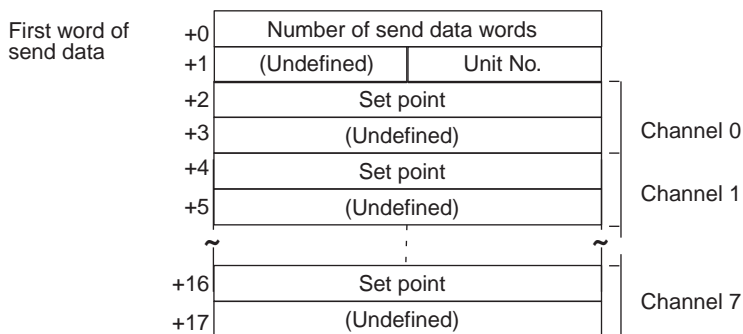 First word of
send data
+0 Number of send data words
+1 (Undefined) Unit No.
+2 Set point
+3 (Undefined)
Channel 0
+4 Set point
+5 (Undefined)
Channel 1
~ ~
+16 Set point
+17 (Undefined)
Channel 7